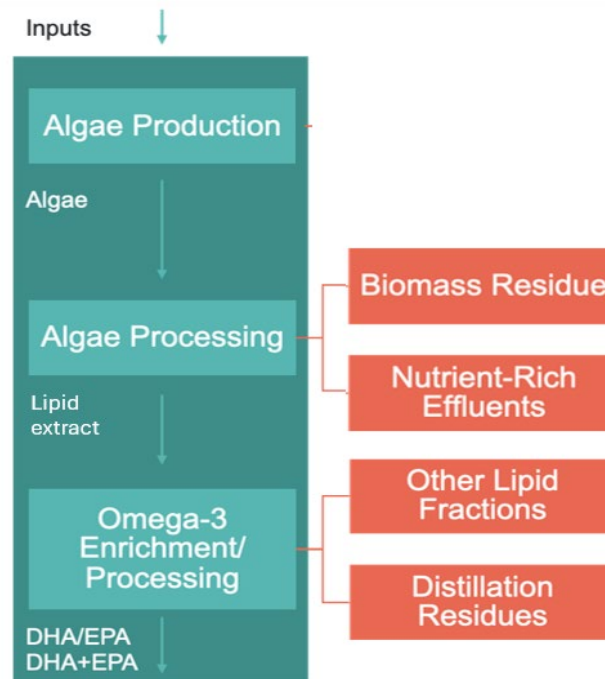 Inputs
Algae Production
Algae
Algae Processing
Biomass Residue
Nutrient-Rich
Effluents
Lipid
extract
Omega-3
Enrichment/
Processing
Other Lipid
Fractions
Distillation
Residues
DHA/EPA
DHA+EPA